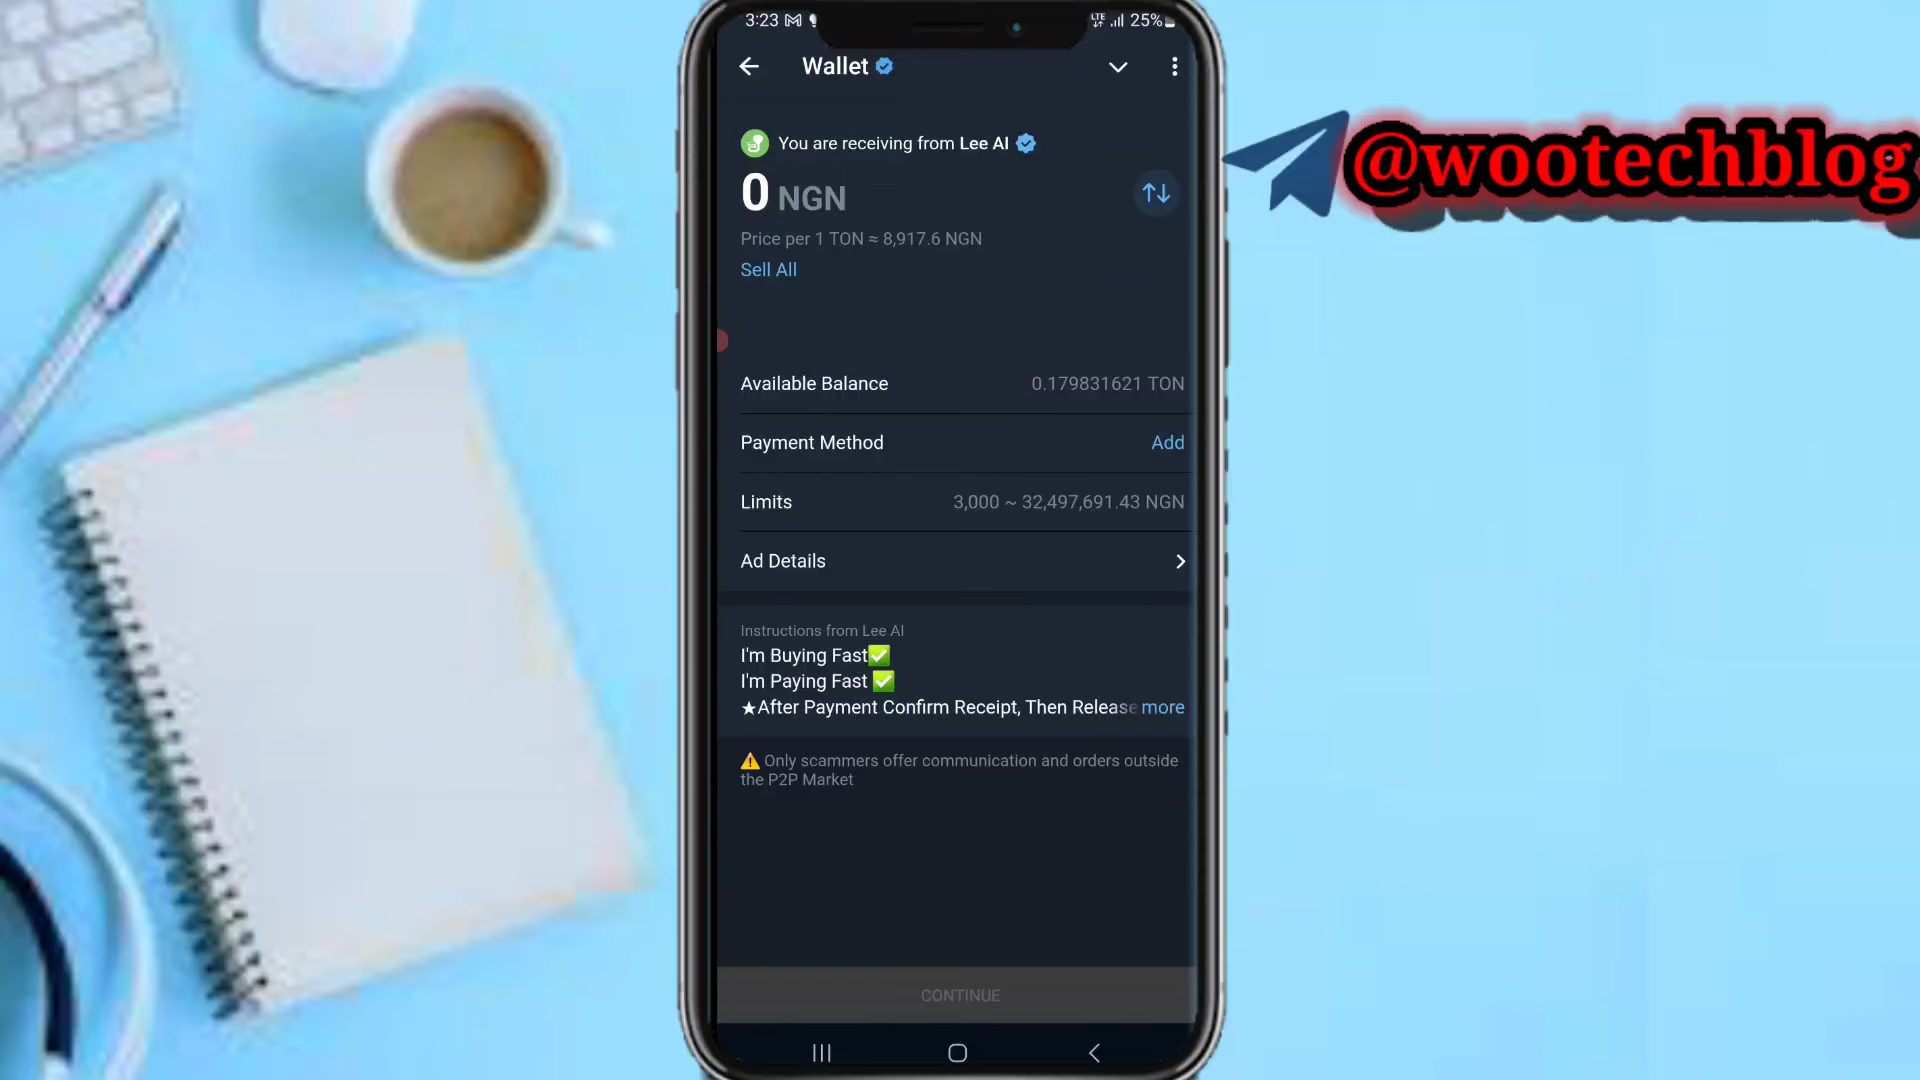 3:23
LTE
25%
Wallet
@wootechblog
You are receiving from Lee AI
0 NGN
Price per 1 TON ≈ 8,917.6 NGN
Sell All
Available Balance
0.179831621 TON
Payment Method
Add
Limits
3,000 ~ 32,497,691.43 NGN
Ad Details
Instructions from Lee AI
I'm Buying Fast✅
I'm Paying Fast ✅
★After Payment Confirm Receipt, Then Release more
⚠️ Only scammers offer communication and orders outside
the P2P Market
CONTINUE